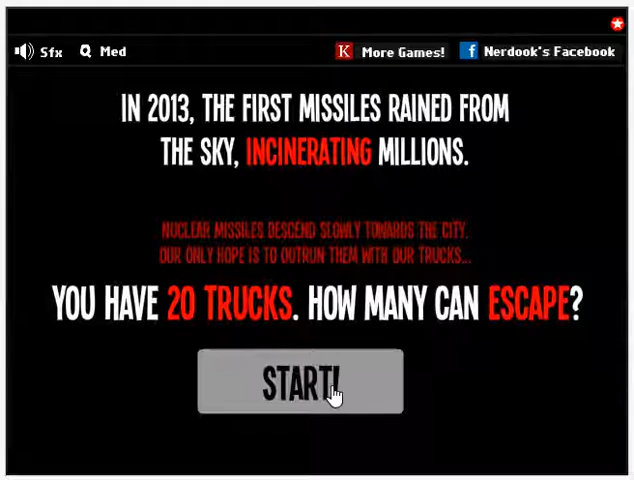 Sfx Med K More Games! f Nerdook's Facebook
IN 2013, THE FIRST MISSILES RAINED FROM
THE SKY, INCINERATING MILLIONS.
NUCLEAR MISSILES DESCEND SLOWLY TOWARDS THE CITY.
OUR ONLY HOPE IS TO OUTRUN THEM WITH OUR TRUCKS...
YOU HAVE 20 TRUCKS. HOW MANY CAN ESCAPE?
START!